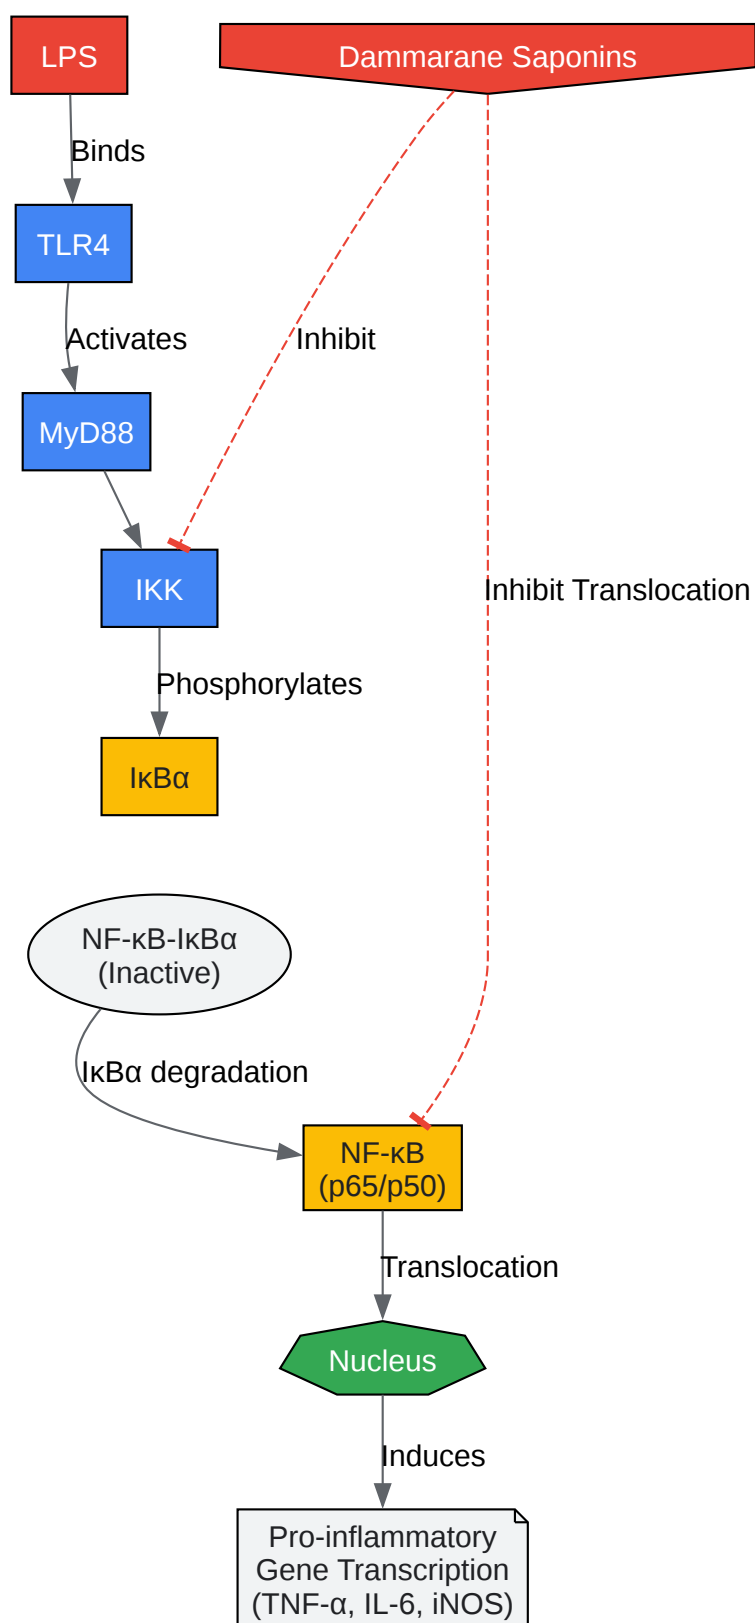 LPS
Dammarane Saponins
Binds
TLR4
Activates
Inhibit
MyD88
IKK
Inhibit Translocation
Phosphorylates
IκBα
NF-κB-IκBα
(Inactive)
IκBα degradation
NF-κB
(p65/p50)
Translocation
Nucleus
Induces
Pro-inflammatory
Gene Transcription
(TNF-α, IL-6, iNOS)